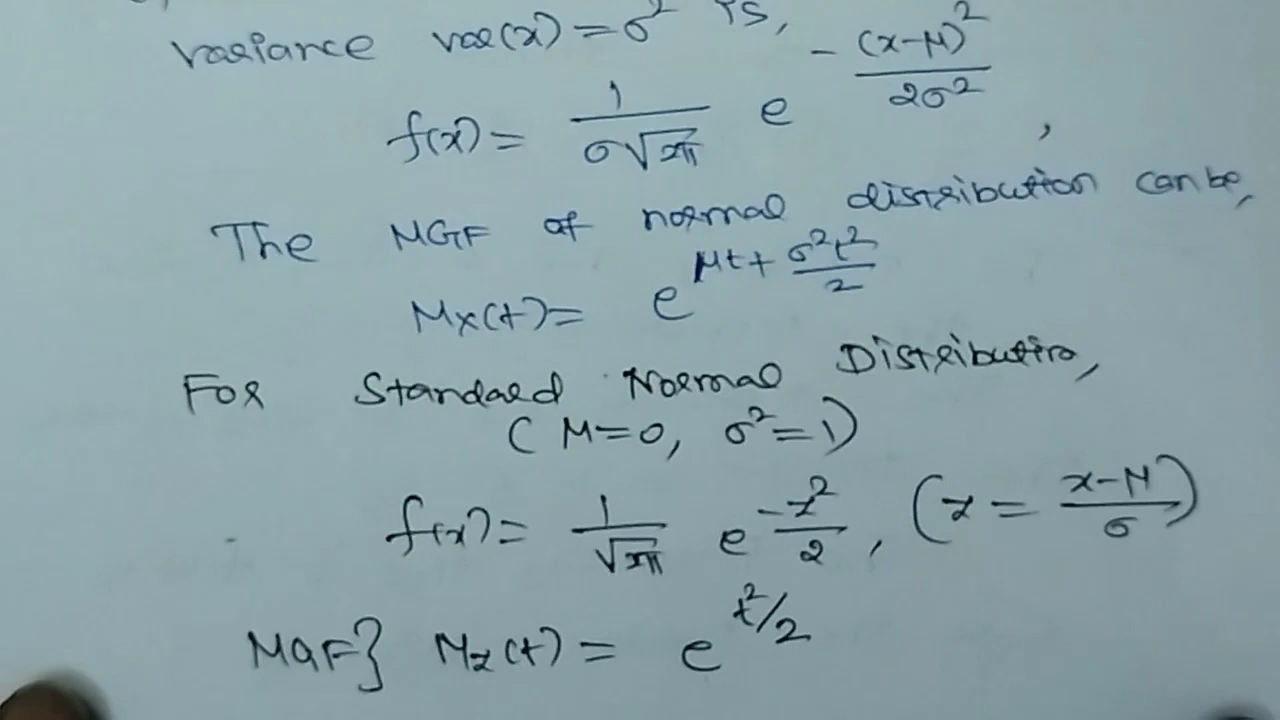 variance var(x) = σ² is,
f(x) = 1/(σ√2π) e^(-(x-μ)²/2σ²),
The MGF of normal distribution can be,
Mx(t) = e^(μt + σ²t²/2)
For Standard Normal Distributio,
(μ=0, σ²=1)
f(x) = 1/√2π e^(-z²/2), (z = (x-μ)/σ)
MGF} Mz(t) = e^(t²/2)